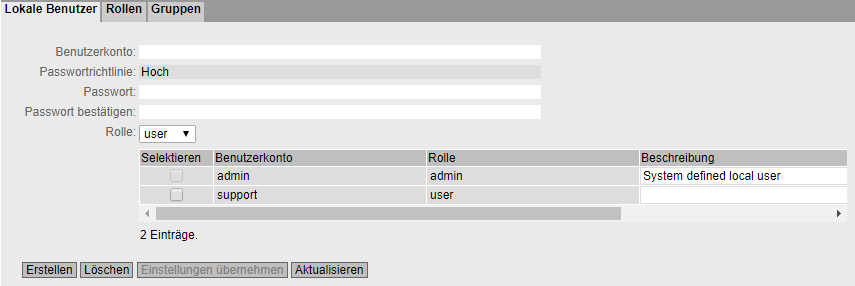 Lokale Benutzer Rollen Gruppen
Benutzerkonto:
Passwortrichtlinie: Hoch
Passwort:
Passwort bestätigen:
Rolle: user
Selektieren Benutzerkonto Rolle Beschreibung
admin admin System defined local user
support user
2 Einträge.
Erstellen Löschen Einstellungen übernehmen Aktualisieren